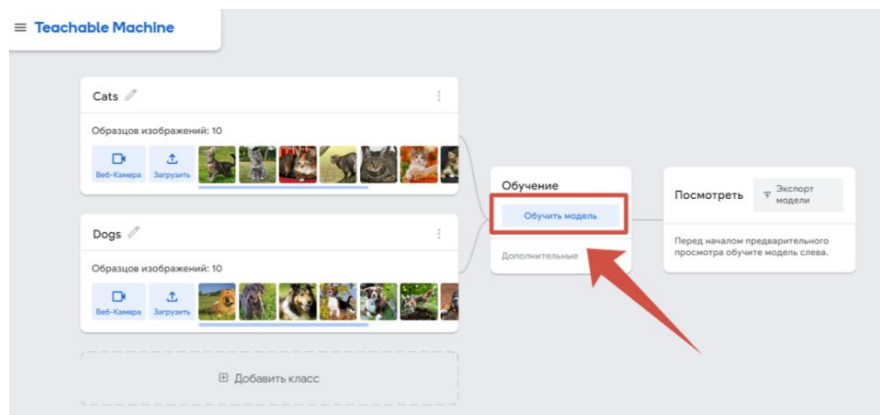 Teachable Machine
Cats
Образцов изображений: 10
Веб-Камера
Загрузить
Dogs
Образцов изображений: 10
Веб-Камера
Загрузить
Добавить класс
Обучение
Обучить модель
Дополнительные
Посмотреть
Экспорт
модели
Перед началом предварительного
просмотра обучите модель слева.